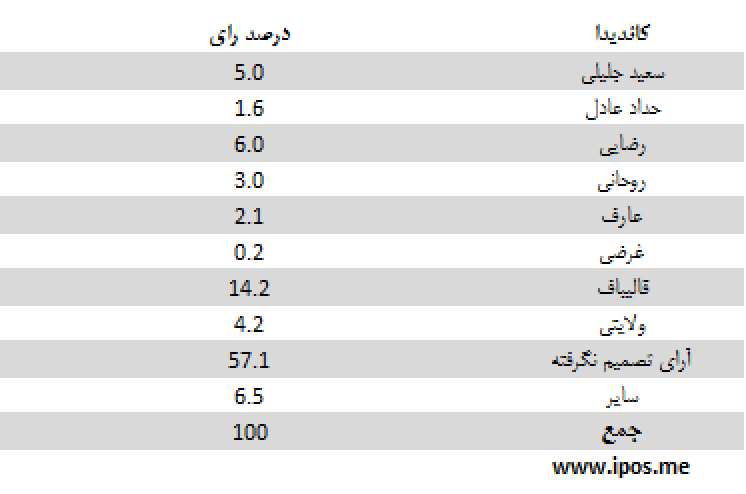 کاندیدا درصد رای
سعید جلیلی 5.0
حداد عادل 1.6
رضایی 6.0
روحانی 3.0
عارف 2.1
غرضی 0.2
قالیباف 14.2
ولایتی 4.2
آرای تصمیم نگرفته 57.1
سایر 6.5
جمع 100
www.ipos.me